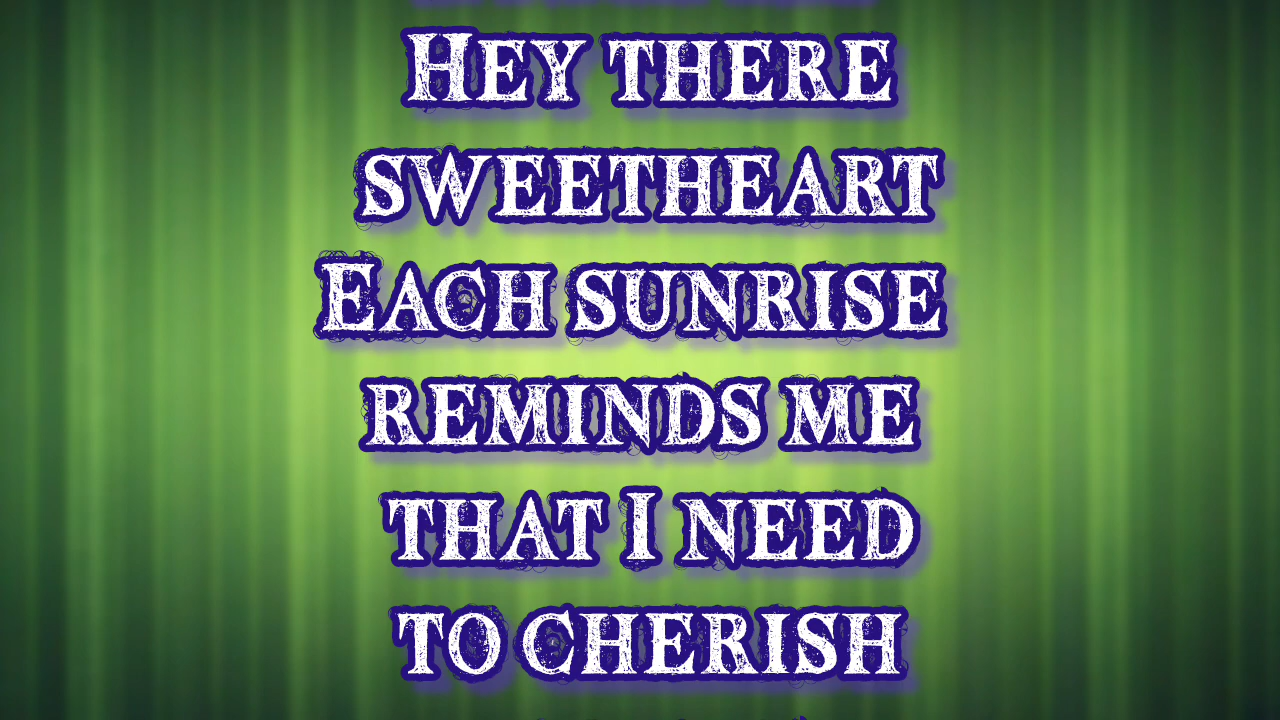 Hey there
sweetheart
Each sunrise
reminds me
that I need
to cherish